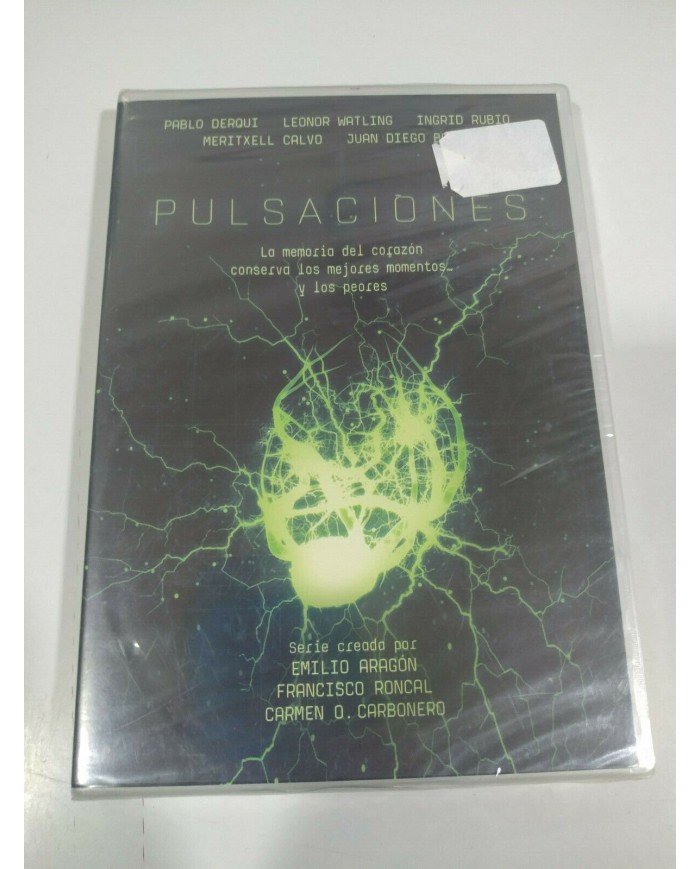 PABLO DERQUI LEONOR WATLING INGRID RUBIO
MERITXELL CALVO JUAN DIEGO
PULSACIONES
La memoria del corazón
conserva los mejores momentos...
y los peores
Serie creada por
EMILIO ARAGÓN
FRANCISCO RONCAL
CARMEN O. CARBONERO